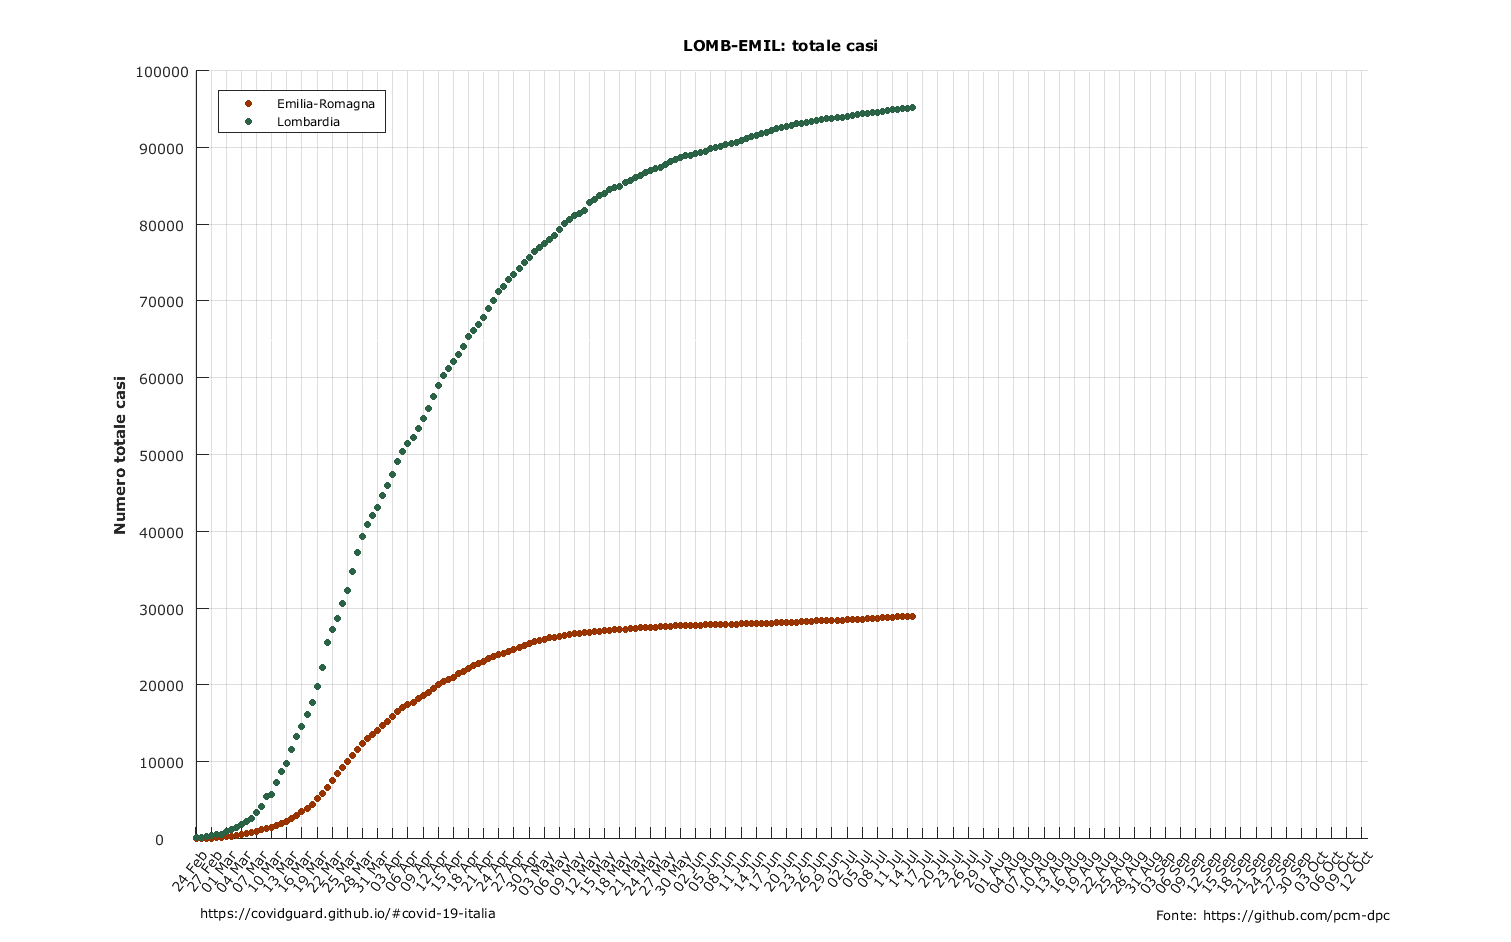 LOMB-EMIL: totale casi
100000
90000
80000
70000
60000
50000
40000
30000
20000
10000
0
Numero totale casi
Emilia-Romagna
Lombardia
24 Feb
27 Feb
01 Mar
04 Mar
07 Mar
10 Mar
13 Mar
16 Mar
19 Mar
22 Mar
25 Mar
28 Mar
31 Mar
03 Apr
06 Apr
09 Apr
12 Apr
15 Apr
18 Apr
21 Apr
24 Apr
27 Apr
30 Apr
03 May
06 May
09 May
12 May
15 May
18 May
21 May
24 May
27 May
30 May
02 Jun
05 Jun
08 Jun
11 Jun
14 Jun
17 Jun
20 Jun
23 Jun
26 Jun
29 Jun
02 Jul
05 Jul
08 Jul
11 Jul
14 Jul
17 Jul
20 Jul
23 Jul
26 Jul
29 Jul
01 Aug
04 Aug
07 Aug
10 Aug
13 Aug
16 Aug
19 Aug
22 Aug
25 Aug
28 Aug
31 Aug
03 Sep
06 Sep
09 Sep
12 Sep
15 Sep
18 Sep
21 Sep
24 Sep
27 Sep
30 Sep
03 Oct
06 Oct
09 Oct
12 Oct
https://covidguard.github.io/#covid-19-italia
Fonte: https://github.com/pcm-dpc